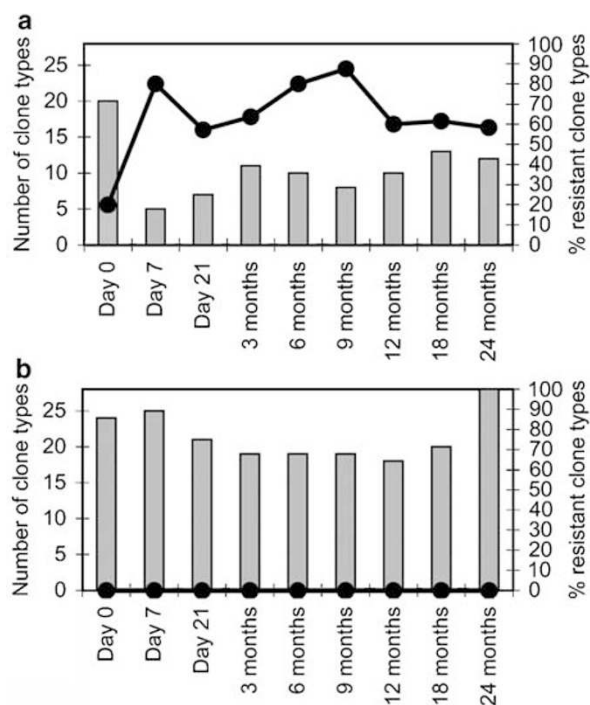 a
Number of clone types
25
20
15
10
5
0
100
90
80
70
60
50
40
30
20
10
0
% resistant clone types
Day 0
Day 7
Day 21
3 months
6 months
9 months
12 months
18 months
24 months
b
Number of clone types
25
20
15
10
5
0
100
90
80
70
60
50
40
30
20
10
0
% resistant clone types
Day 0
Day 7
Day 21
3 months
6 months
9 months
12 months
18 months
24 months